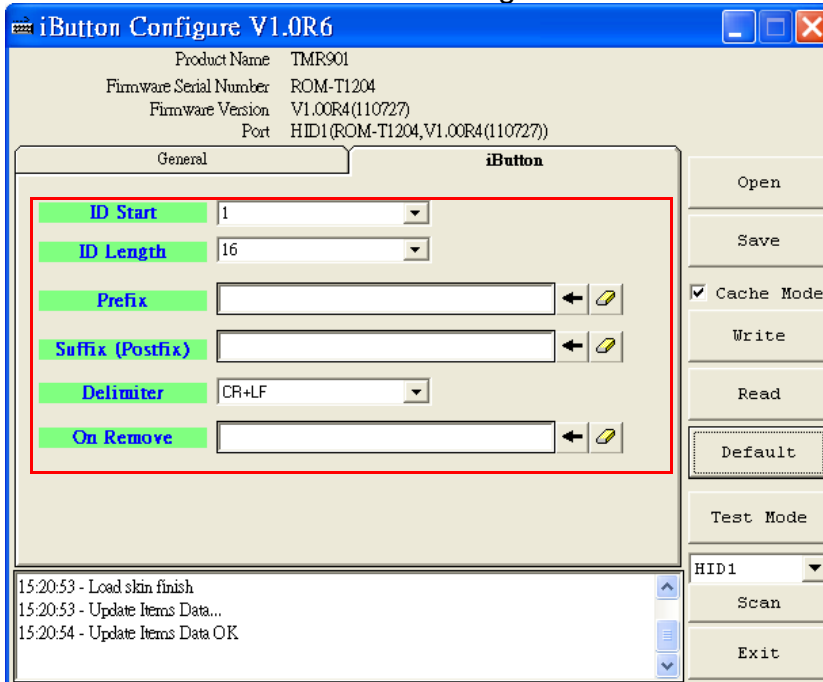 iButton Configure V1.0R6
Product Name TMR901
Firmware Serial Number ROM-T1204
Firmware Version V1.00R4(110727)
Port HID1(ROM-T1204,V1.00R4(110727))
General iButton
ID Start 1
ID Length 16
Prefix
Suffix (Postfix)
Delimiter CR+LF
On Remove
Open
Save
Cache Mode
Write
Read
Default
Test Mode
HID1
Scan
Exit
15:20:53 - Load skin finish
15:20:53 - Update Items Data...
15:20:54 - Update Items Data OK